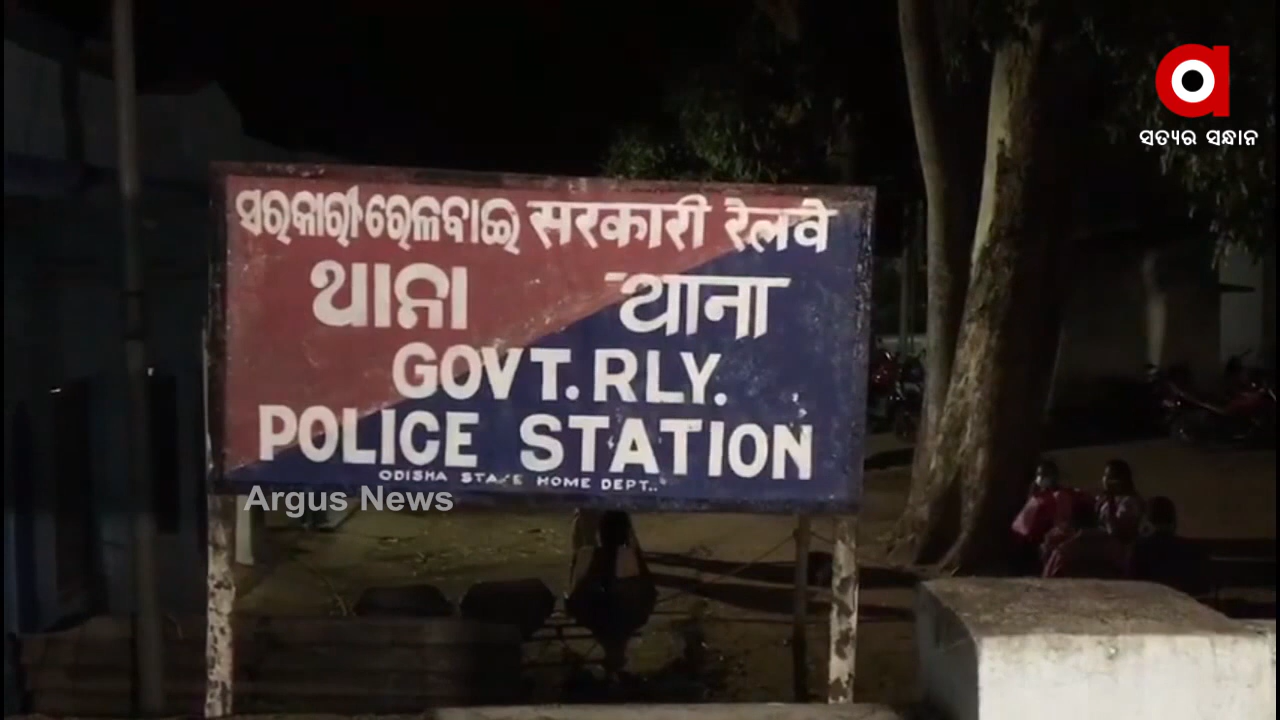 ସତ୍ୟର ସନ୍ଧାନ
ସରକାରୀ ରେଳବାଇ सरकारी रेलवे
ଥାନା थाना
GOVT. RLY.
POLICE STATION
ODISHA STATE HOME DEPT..
Argus News